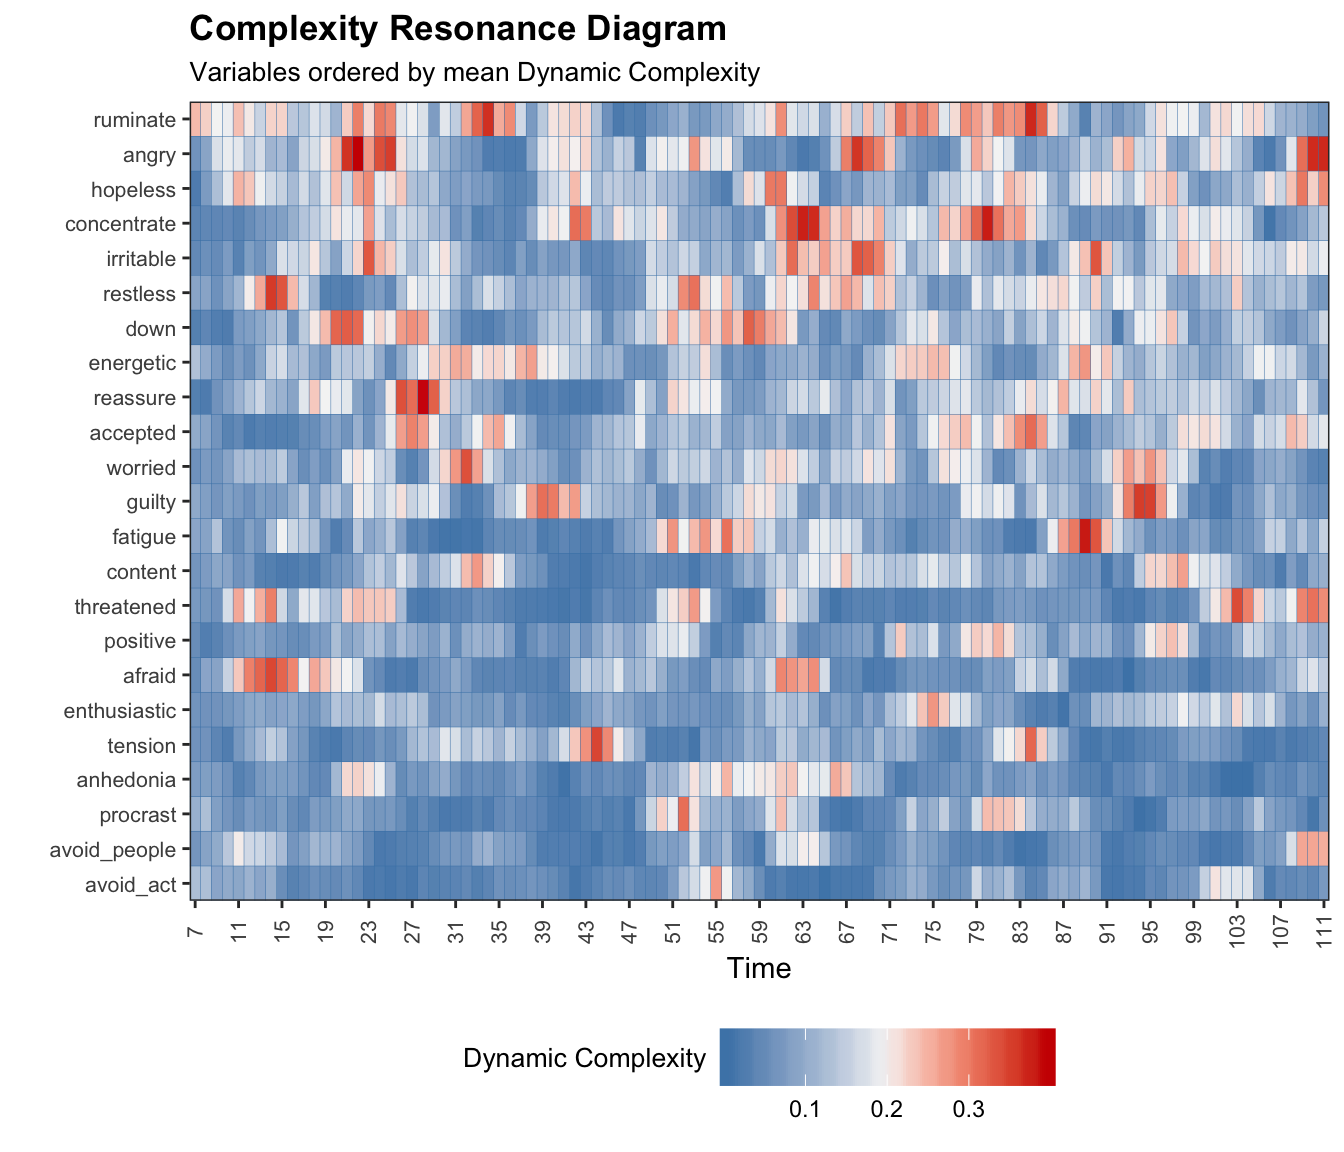 Complexity Resonance Diagram
Variables ordered by mean Dynamic Complexity
ruminate
angry
hopeless
concentrate
irritable
restless
down
energetic
reassure
accepted
worried
guilty
fatigue
content
threatened
positive
afraid
enthusiastic
tension
anhedonia
procrast
avoid_people
avoid_act
7 11 15 19 23 27 31 35 39 43 47 51 55 59 63 67 71 75 79 83 87 91 95 99 103 107 111
Time
Dynamic Complexity
0.1 0.2 0.3